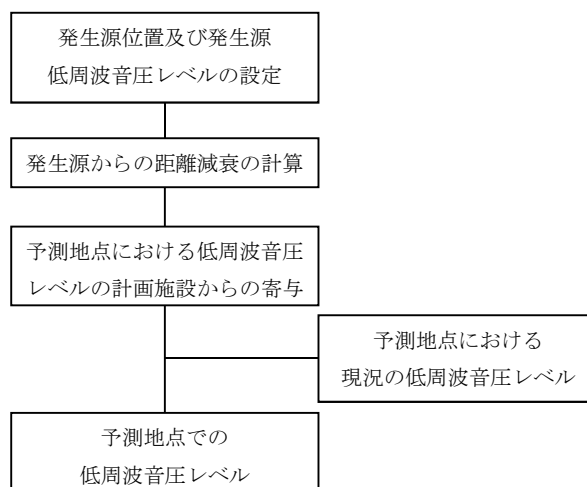 発生源位置及び発生源
低周波音圧レベルの設定
発生源からの距離減衰の計算
予測地点における低周波音圧
レベルの計画施設からの寄与
予測地点における
現況の低周波音圧レベル
予測地点での
低周波音圧レベル